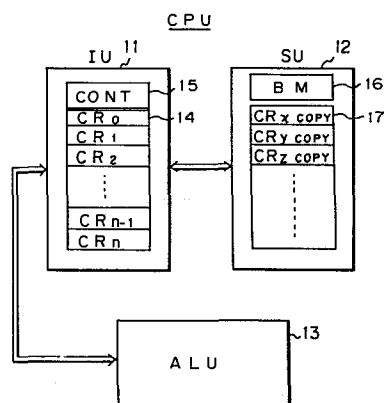 CPU
IU 11
CONT 15
CR0 14
CR1
CR2
CRn-1
CRn
SU 12
BM 16
CRx COPY 17
CRy COPY
CRz COPY
ALU 13